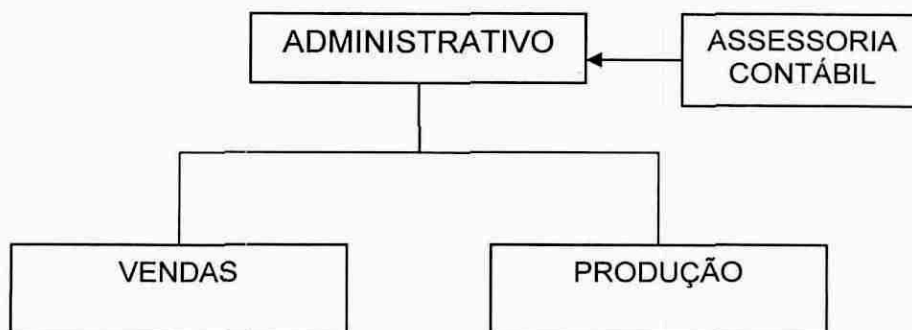 ADMINISTRATIVO
ASSESSORIA
CONTÁBIL
VENDAS
PRODUÇÃO